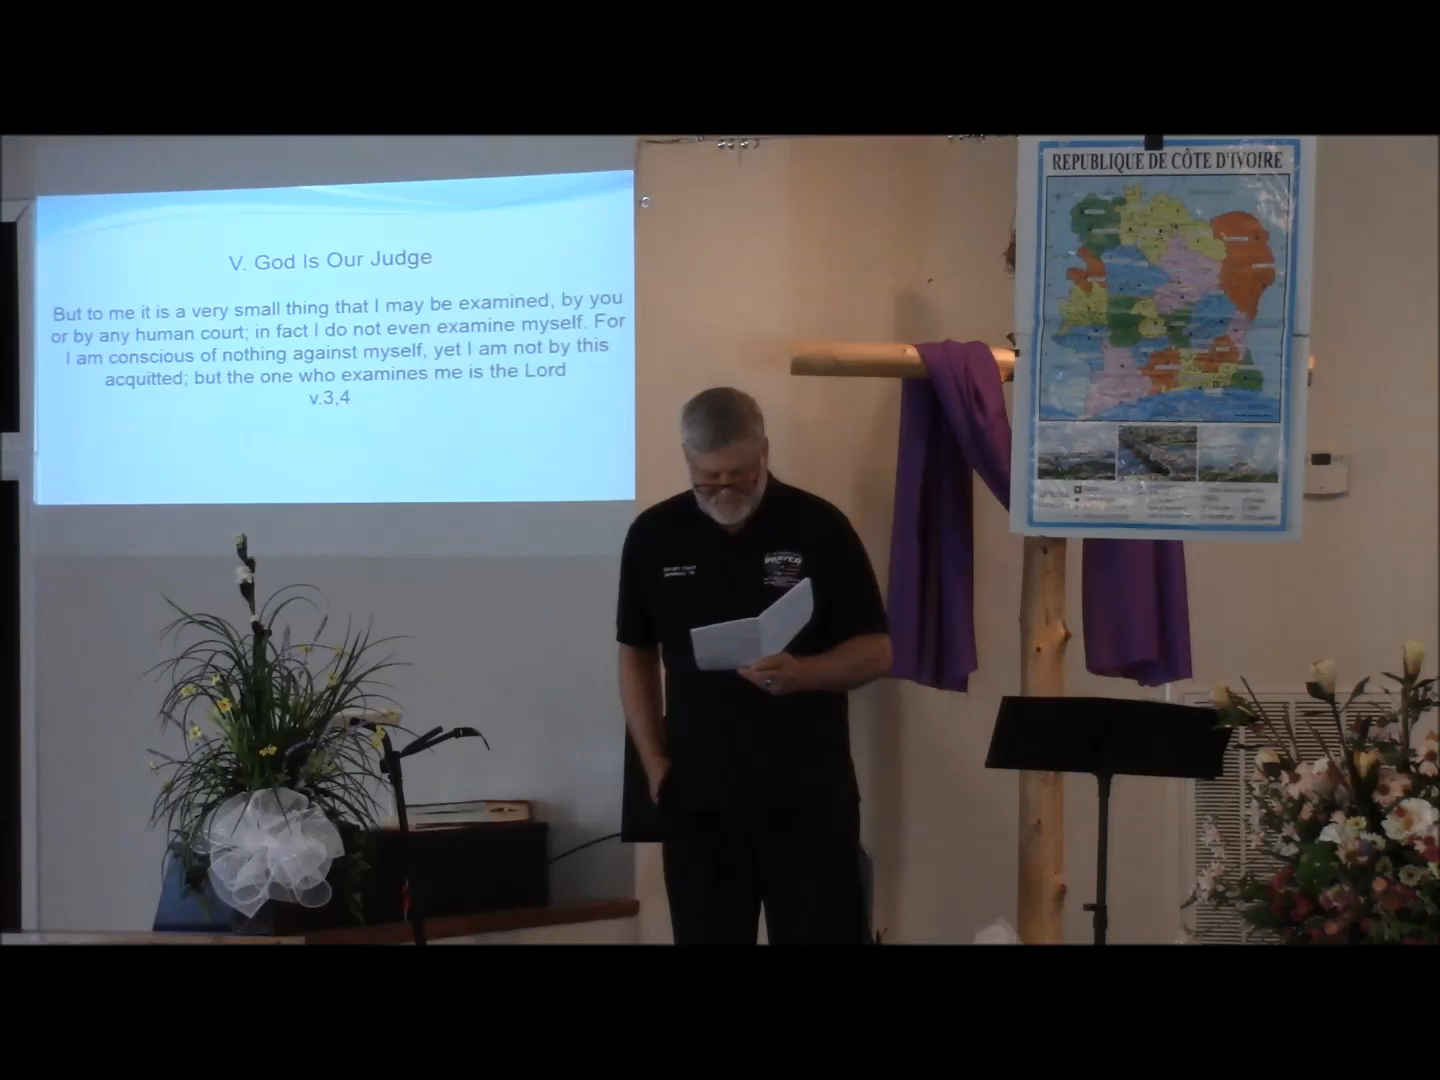 V. God Is Our Judge
But to me it is a very small thing that I may be examined, by you
or by any human court; in fact I do not even examine myself. For
I am conscious of nothing against myself, yet I am not by this
acquitted; but the one who examines me is the Lord
v.3,4
REPUBLIQUE DE CÔTE D'IVOIRE